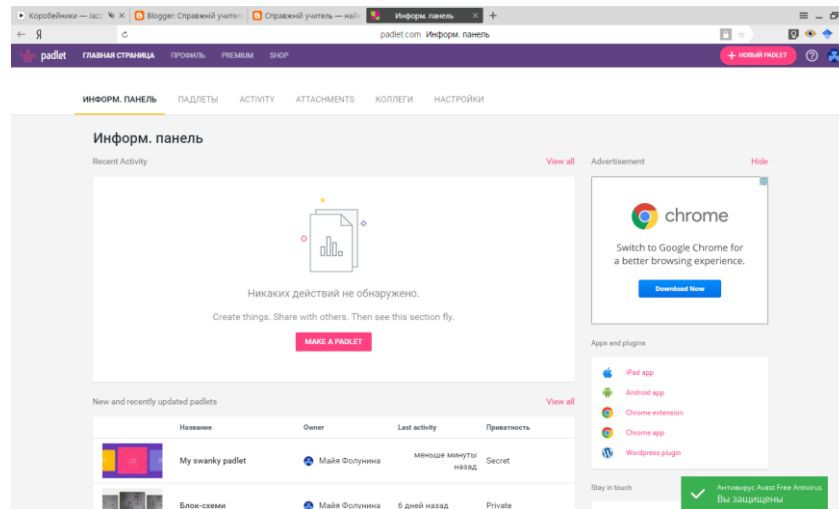 Коробейники — Jazz
Blogger: Справжній учител
Справжній учитель — найк
Информ. панель
Я
padlet.com Информ. панель
padlet
ГЛАВНАЯ СТРАНИЦА
ПРОФИЛЬ
PREMIUM
SHOP
+ НОВЫЙ PADLET
ИНФОРМ. ПАНЕЛЬ
ПАДЛЕТЫ
ACTIVITY
ATTACHMENTS
КОЛЛЕГИ
НАСТРОЙКИ
Информ. панель
Recent Activity
View all
Никаких действий не обнаружено.
Create things. Share with others. Then see this section fly.
MAKE A PADLET
New and recently updated padlets
View all
Название
Owner
Last activity
Приватность
My swanky padlet
Майя Фолунина
меньше минуты
назад
Secret
Блок-схеми
Майя Фолунина
6 дней назад
Private
Advertisement
Hide
chrome
Switch to Google Chrome for
a better browsing experience.
Download Now
Apps and plugins
iPad app
Android app
Chrome extension
Chrome app
Wordpress plugin
Stay in touch
Антивирус Avast Free Antivirus
Вы защищены